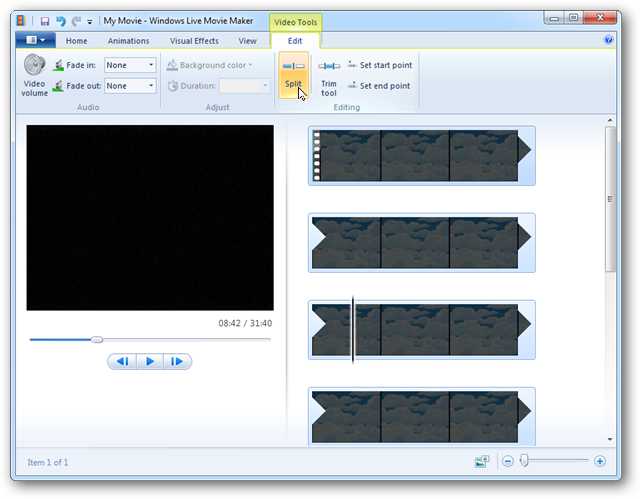 My Movie - Windows Live Movie Maker
Video Tools
Home
Animations
Visual Effects
View
Edit
Video
volume
Fade in:
None
Fade out:
None
Audio
Background color
Duration:
Adjust
Split
Trim
tool
Set start point
Set end point
Editing
08:42 / 31:40
Item 1 of 1